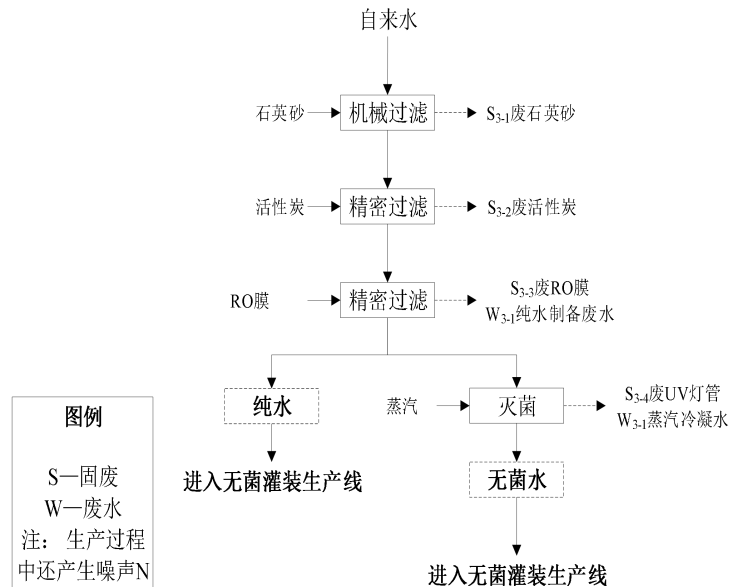 自来水
石英砂
机械过滤
S3-1废石英砂
活性炭
精密过滤
S3-2废活性炭
RO膜
精密过滤
S3-3废RO膜
W3-1纯水制备废水
纯水
蒸汽
灭菌
S3-4废UV灯管
W3-1蒸汽冷凝水
进入无菌灌装生产线
无菌水
进入无菌灌装生产线
图例
S—固废
W—废水
注： 生产过程
中还产生噪声N